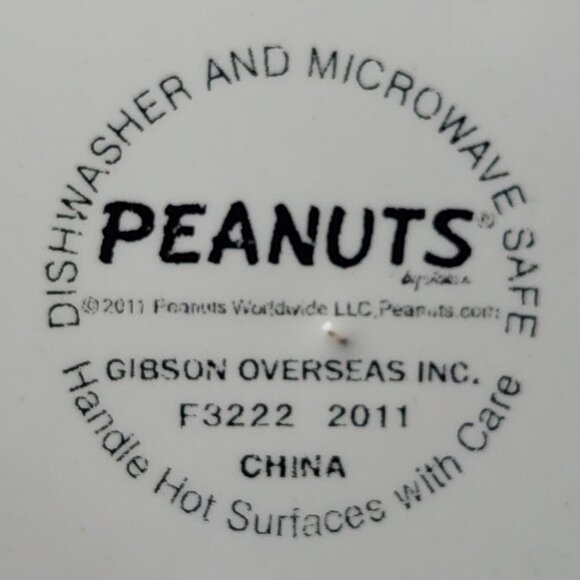 DISHWASHER AND MICROWAVE SAFE
PEANUTS®
©2011 Peanuts Worldwide LLC, Peanuts.com
GIBSON OVERSEAS INC.
F3222 2011
CHINA
Handle Hot Surfaces with Care